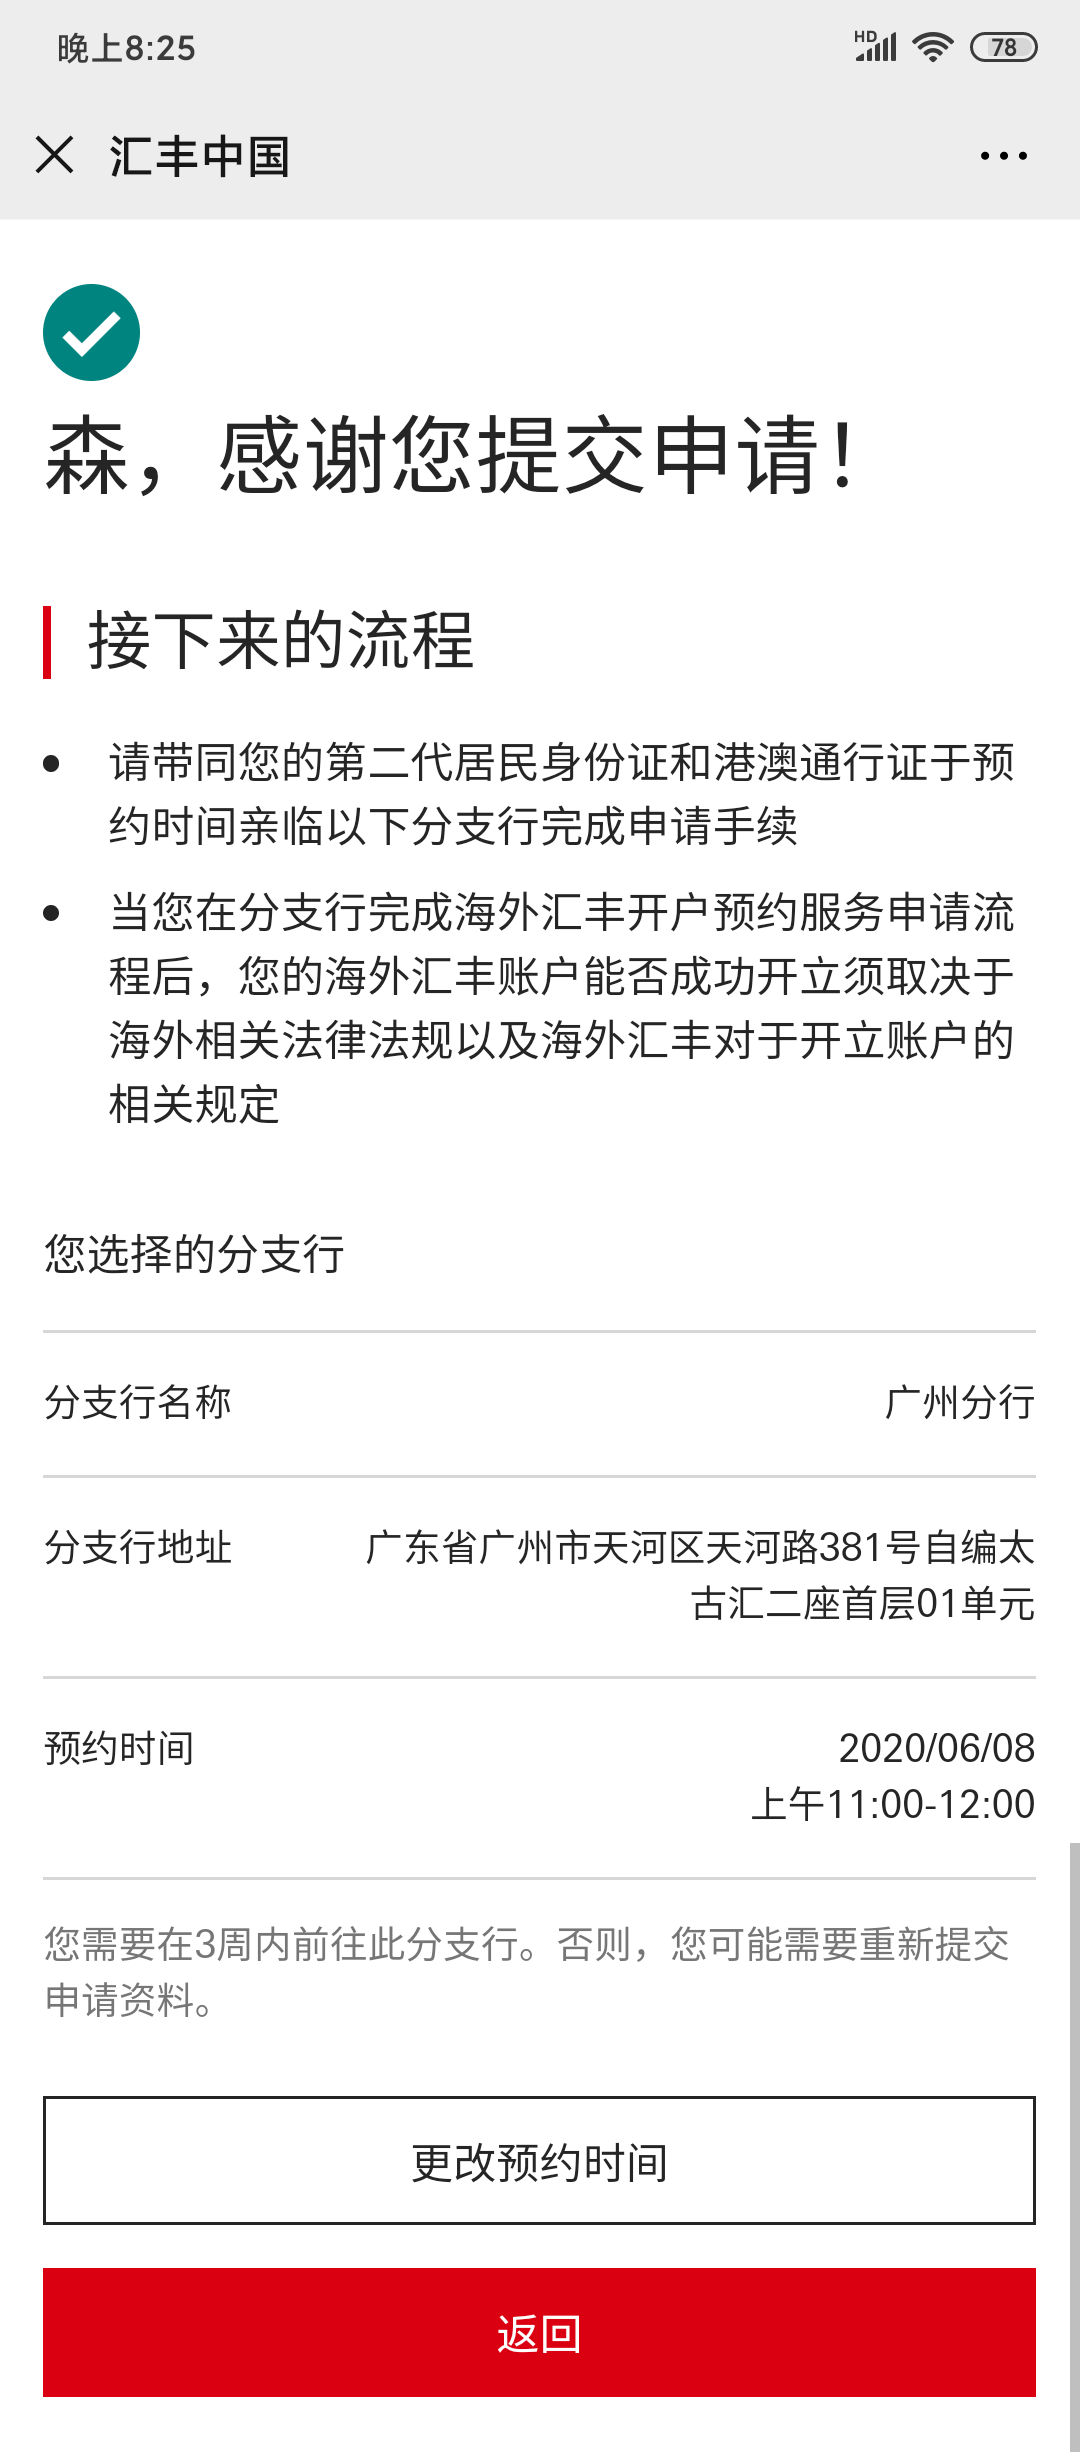 晚上8:25
HD
78
汇丰中国
森，感谢您提交申请！
接下来的流程
请带同您的第二代居民身份证和港澳通行证于预
约时间亲临以下分支行完成申请手续
当您在分支行完成海外汇丰开户预约服务申请流
程后，您的海外汇丰账户能否成功开立须取决于
海外相关法律法规以及海外汇丰对于开立账户的
相关规定
您选择的分支行
分支行名称 广州分行
分支行地址 广东省广州市天河区天河路381号自编太
古汇二座首层01单元
预约时间 2020/06/08
上午11:00-12:00
您需要在3周内前往此分支行。否则，您可能需要重新提交
申请资料。
更改预约时间
返回